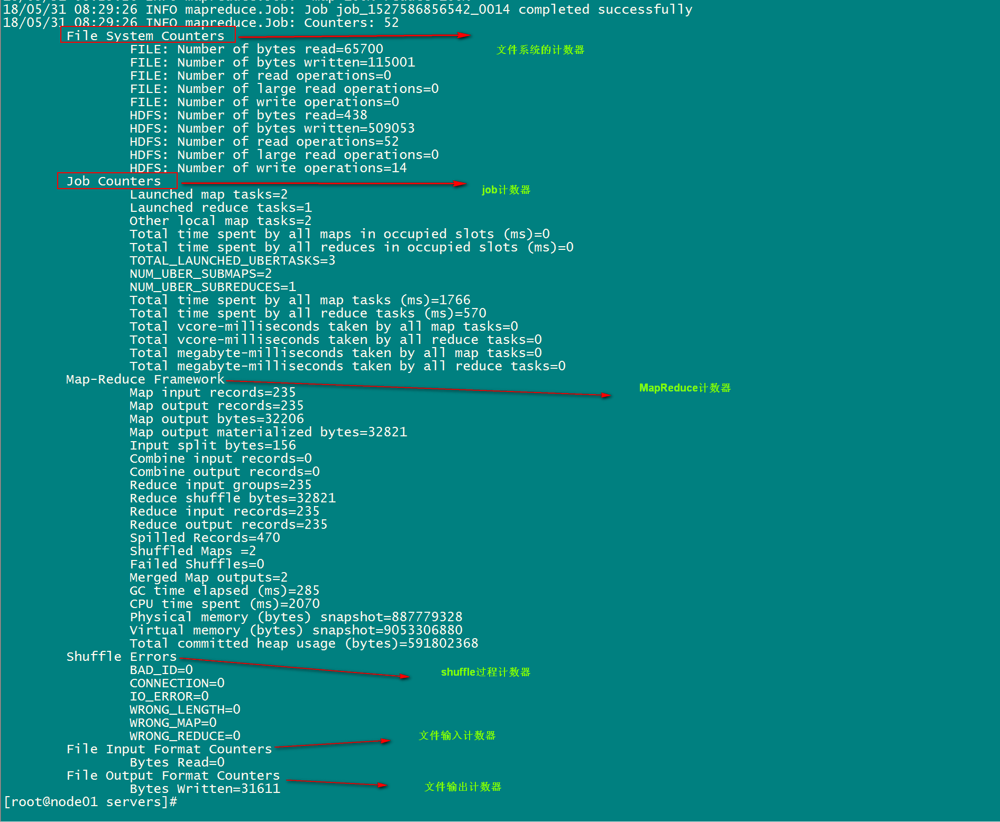 18/05/31 08:29:26 INFO mapreduce.Job: Job job_1527586856542_0014 completed successfully
18/05/31 08:29:26 INFO mapreduce.Job: Counters: 52
File System Counters
文件系统的计数器
FILE: Number of bytes read=65700
FILE: Number of bytes written=115001
FILE: Number of read operations=0
FILE: Number of large read operations=0
FILE: Number of write operations=0
HDFS: Number of bytes read=438
HDFS: Number of bytes written=509053
HDFS: Number of read operations=52
HDFS: Number of large read operations=0
HDFS: Number of write operations=14
Job Counters
job计数器
Launched map tasks=2
Launched reduce tasks=1
Other local map tasks=2
Total time spent by all maps in occupied slots (ms)=0
Total time spent by all reduces in occupied slots (ms)=0
TOTAL_LAUNCHED_UBERTASKS=3
NUM_UBER_SUBMAPS=2
NUM_UBER_SUBREDUCES=1
Total time spent by all map tasks (ms)=1766
Total time spent by all reduce tasks (ms)=570
Total vcore-milliseconds taken by all map tasks=0
Total vcore-milliseconds taken by all reduce tasks=0
Total megabyte-milliseconds taken by all map tasks=0
Total megabyte-milliseconds taken by all reduce tasks=0
Map-Reduce Framework
MapReduce计数器
Map input records=235
Map output records=235
Map output bytes=32206
Map output materialized bytes=32821
Input split bytes=156
Combine input records=0
Combine output records=0
Reduce input groups=235
Reduce shuffle bytes=32821
Reduce input records=235
Reduce output records=235
Spilled Records=470
Shuffled Maps =2
Failed Shuffles=0
Merged Map outputs=2
GC time elapsed (ms)=285
CPU time spent (ms)=2070
Physical memory (bytes) snapshot=887779328
Virtual memory (bytes) snapshot=9053306880
Total committed heap usage (bytes)=591802368
Shuffle Errors
shuffle过程计数器
BAD_ID=0
CONNECTION=0
IO_ERROR=0
WRONG_LENGTH=0
WRONG_MAP=0
WRONG_REDUCE=0
文件输入计数器
File Input Format Counters
Bytes Read=0
File Output Format Counters
文件输出计数器
Bytes Written=31611
[root@node01 servers]#